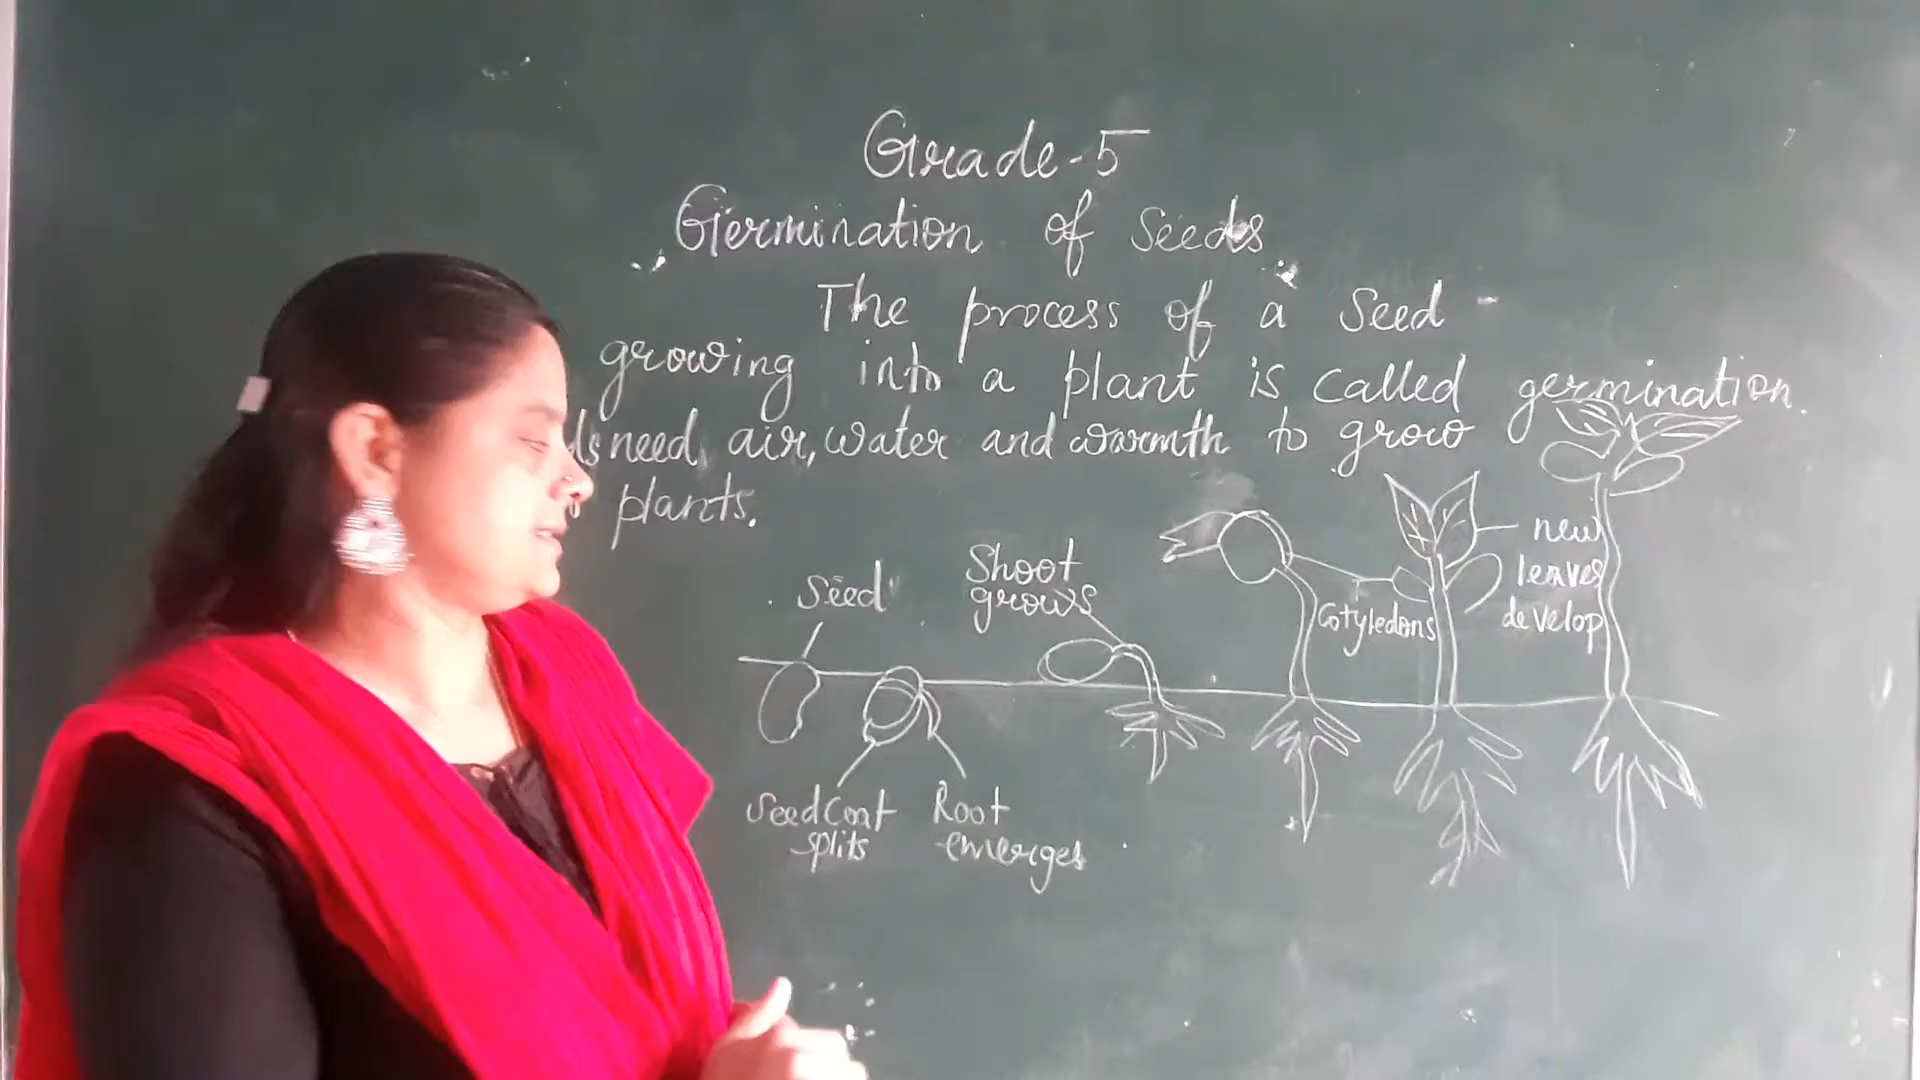 Grade-5
Germination of Seeds
The process of a seed
growing into a plant is called germination.
need air, water and warmth to grow
plants.
Seed
Shoot
grows
Cotyledons
new
leaves
develop
Seed Coat
splits
Root
emerges